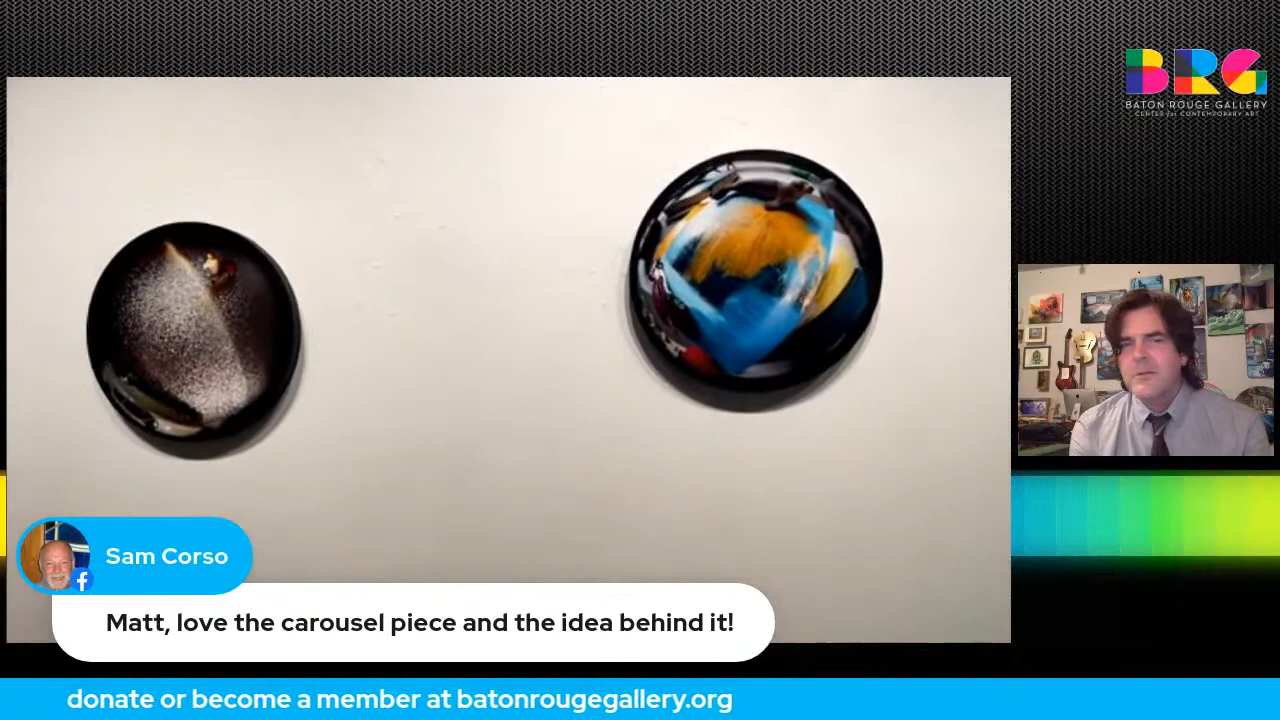 BRG
BATON ROUGE GALLERY
CENTER for CONTEMPORARY ART
Sam Corso
Matt, love the carousel piece and the idea behind it!
donate or become a member at batonrougegallery.org